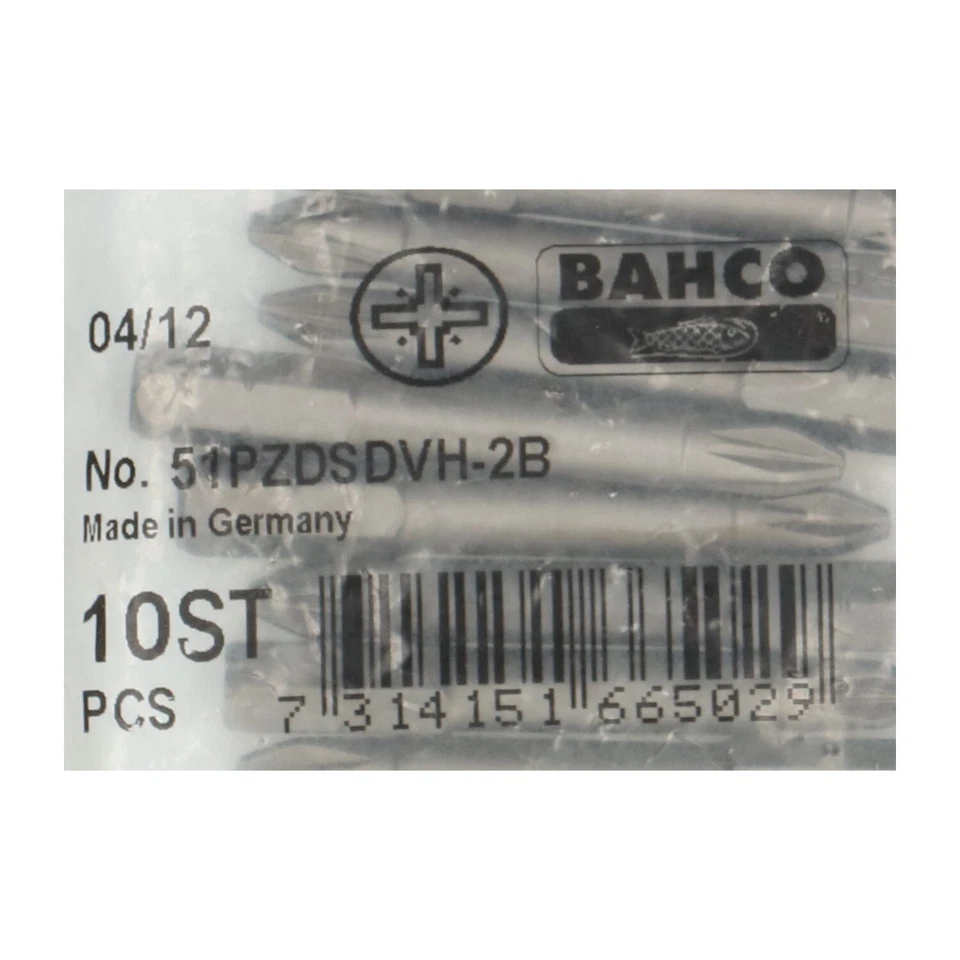 BAHCO
04/12
No. 51PZDSDVH-2B
Made in Germany
10ST
PCS
7 314151 665029